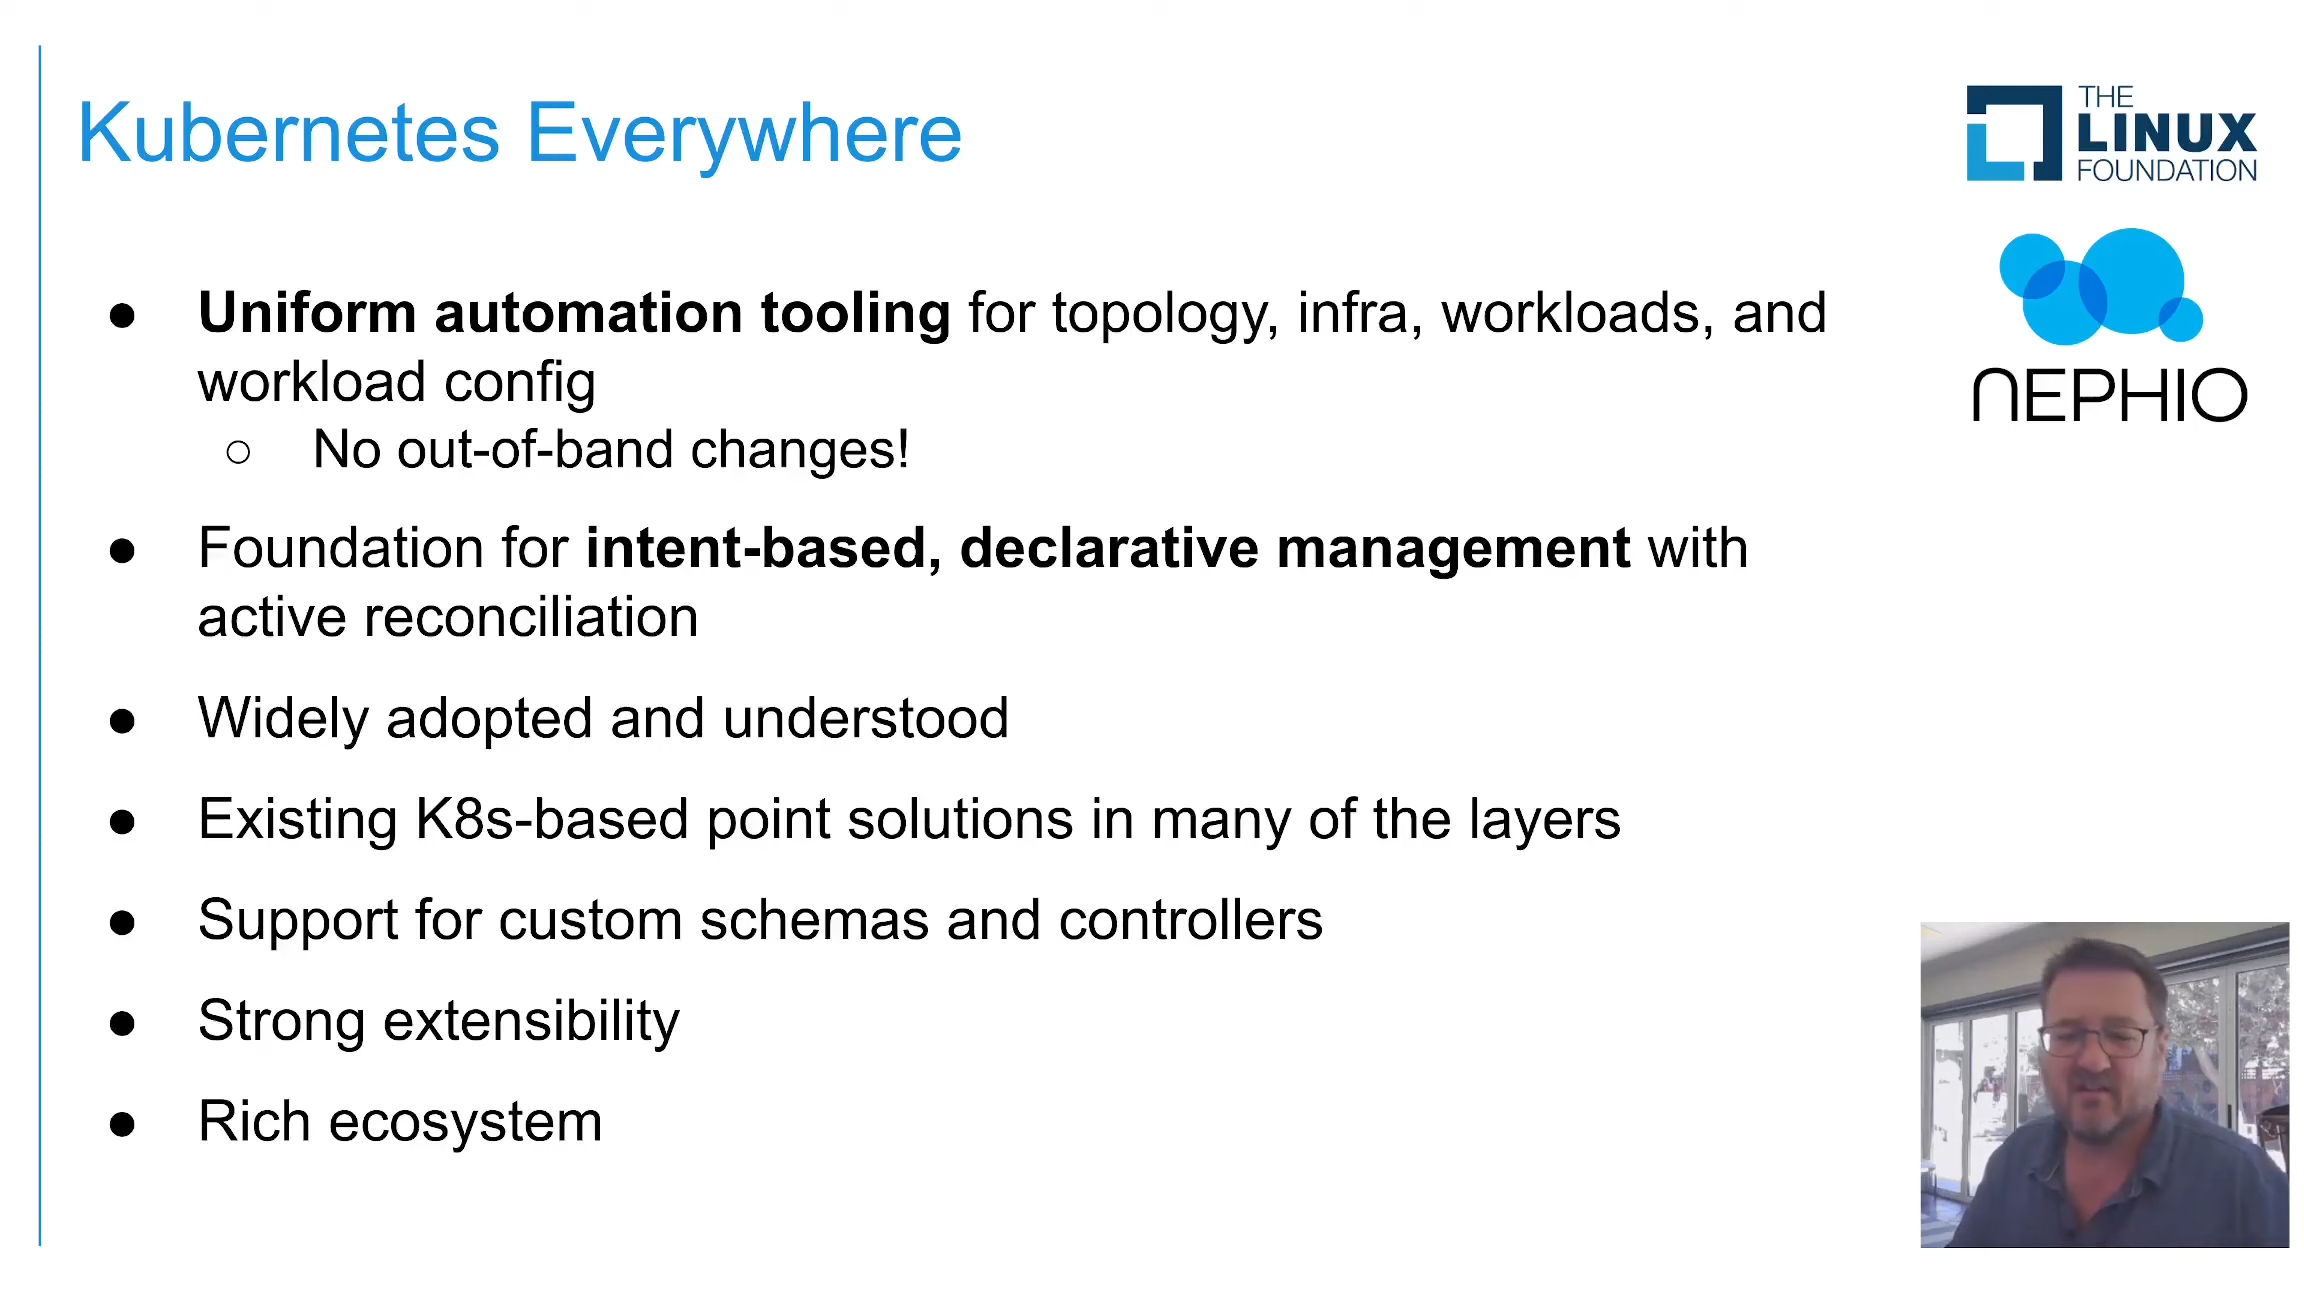 Kubernetes Everywhere
THE
LINUX
FOUNDATION
NEPHIO
● Uniform automation tooling for topology, infra, workloads, and
workload config
○ No out-of-band changes!
● Foundation for intent-based, declarative management with
active reconciliation
● Widely adopted and understood
● Existing K8s-based point solutions in many of the layers
● Support for custom schemas and controllers
● Strong extensibility
● Rich ecosystem